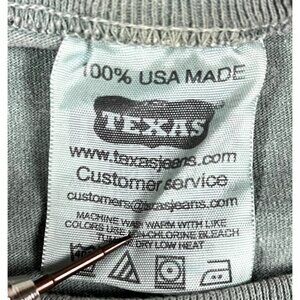 100% USA MADE
TEXAS
www.texasjeans.com
Customer service
customers@texasjeans.com
MACHINE WASH WARM WITH LIKE
COLORS USE NON-CHLORINE BLEACH
DRY LOW HEAT